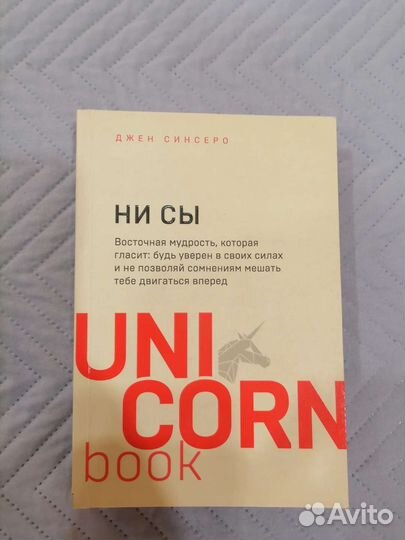 ДЖЕН СИНСЕРО
НИ СЫ
Восточная мудрость, которая
гласит: будь уверен в своих силах
и не позволяй сомнениям мешать
тебе двигаться вперед
UNI
CORN
book
Avito